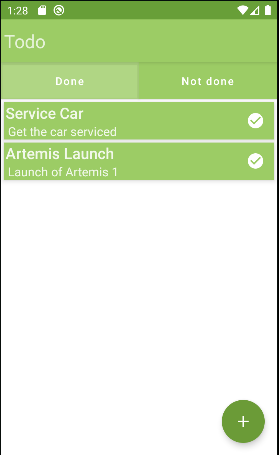 1:28
Todo
Done Not done
Service Car
Get the car serviced
Artemis Launch
Launch of Artemis 1
+